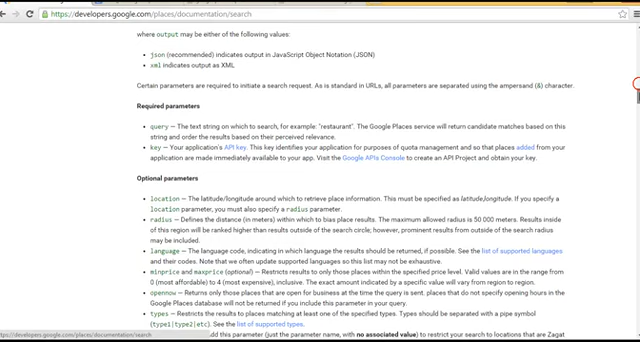 https://developers.google.com/places/documentation/search
where output may be either of the following values:
• json (recommended) indicates output in JavaScript Object Notation (JSON)
• xml indicates output as XML
Certain parameters are required to initiate a search request. As is standard in URLs, all parameters are separated using the ampersand (&) character.
Required parameters
• query — The text string on which to search, for example: "restaurant". The Google Places service will return candidate matches based on this
string and order the results based on their perceived relevance.
• key — Your application's API key. This key identifies your application for purposes of quota management and so that places added from your
application are made immediately available to your app. Visit the Google APIs Console to create an API Project and obtain your key.
Optional parameters
• location — The latitude/longitude around which to retrieve place information. This must be specified as latitude,longitude. If you specify a
location parameter, you must also specify a radius parameter.
• radius — Defines the distance (in meters) within which to bias place results. The maximum allowed radius is 50 000 meters. Results inside
of this region will be ranked higher than results outside of the search circle; however, prominent results from outside of the search radius
may be included.
• language — The language code, indicating in which language the results should be returned, if possible. See the list of supported languages
and their codes. Note that we often update supported languages so this list may not be exhaustive.
• minprice and maxprice (optional) — Restricts results to only those places within the specified price level. Valid values are in the range from
0 (most affordable) to 4 (most expensive), inclusive. The exact amount indicated by a specific value will vary from region to region.
• opennow — Returns only those places that are open for business at the time the query is sent. places that do not specify opening hours in the
Google Places database will not be returned if you include this parameter in your query.
• types — Restricts the results to places matching at least one of the specified types. Types should be separated with a pipe symbol
(type1|type2|etc). See the list of supported types.
https://developers.google.com/places/documentation/search
add this parameter (just the parameter name, with no associated value) to restrict your search to locations that are Zagat